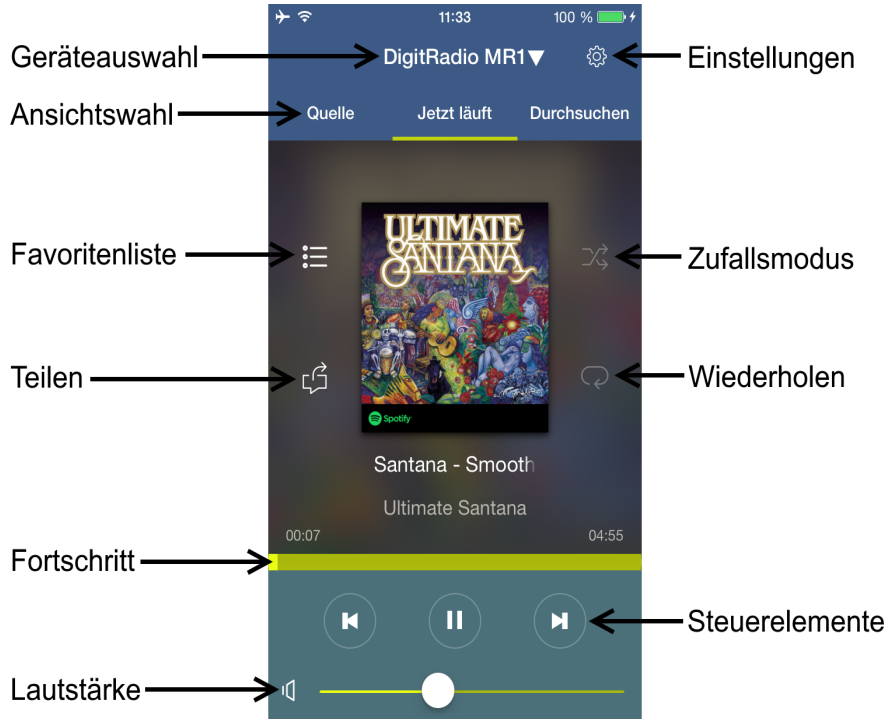 11:33
100 %
Geräteauswahl
DigitRadio MR1▼
Einstellungen
Ansichtswahl
Quelle
Jetzt läuft
Durchsuchen
ULTIMATE
SANTANA
Favoritenliste
Zufallsmodus
Teilen
Wiederholen
Spotify
Santana - Smooth
Ultimate Santana
00:07
04:55
Fortschritt
Steuerelemente
Lautstärke